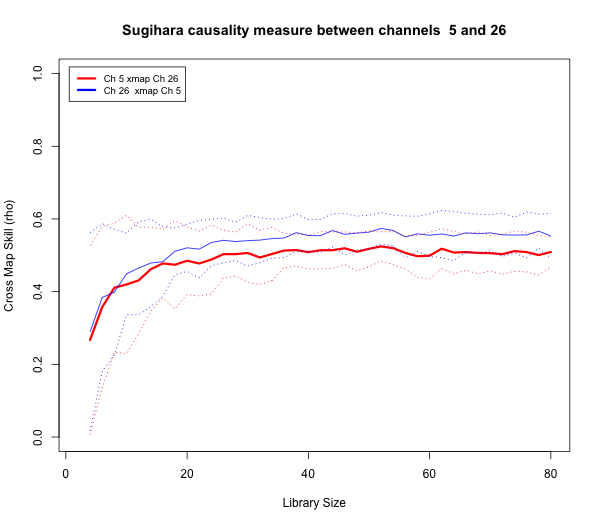 Sugihara causality measure between channels  5 and 26
Ch 5 xmap Ch 26
Ch 26  xmap Ch 5
Cross Map Skill (rho)
1.0
0.8
0.6
0.4
0.2
0.0
0 20 40 60 80
Library Size